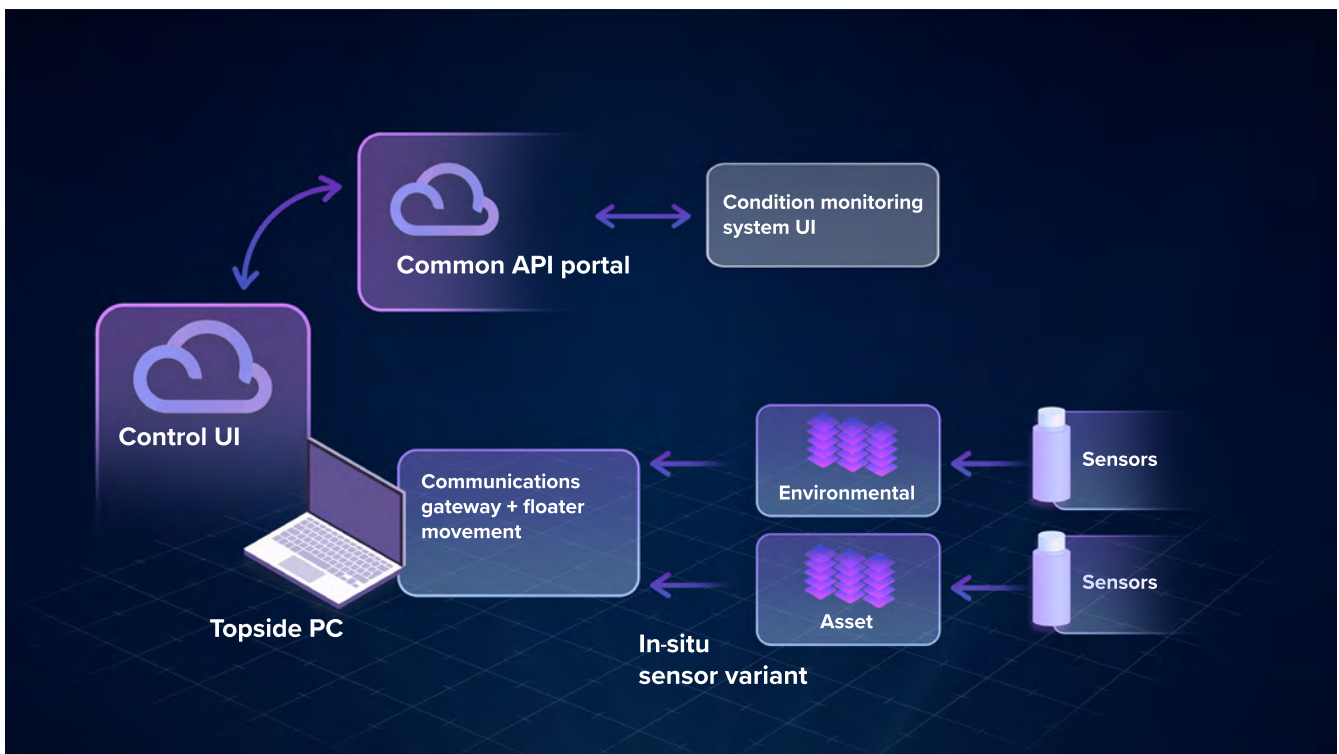 Condition monitoring
system UI
Common API portal
Control UI
Communications
gateway + floater
movement
Environmental
Sensors
Asset
Sensors
Topside PC
In-situ
sensor variant